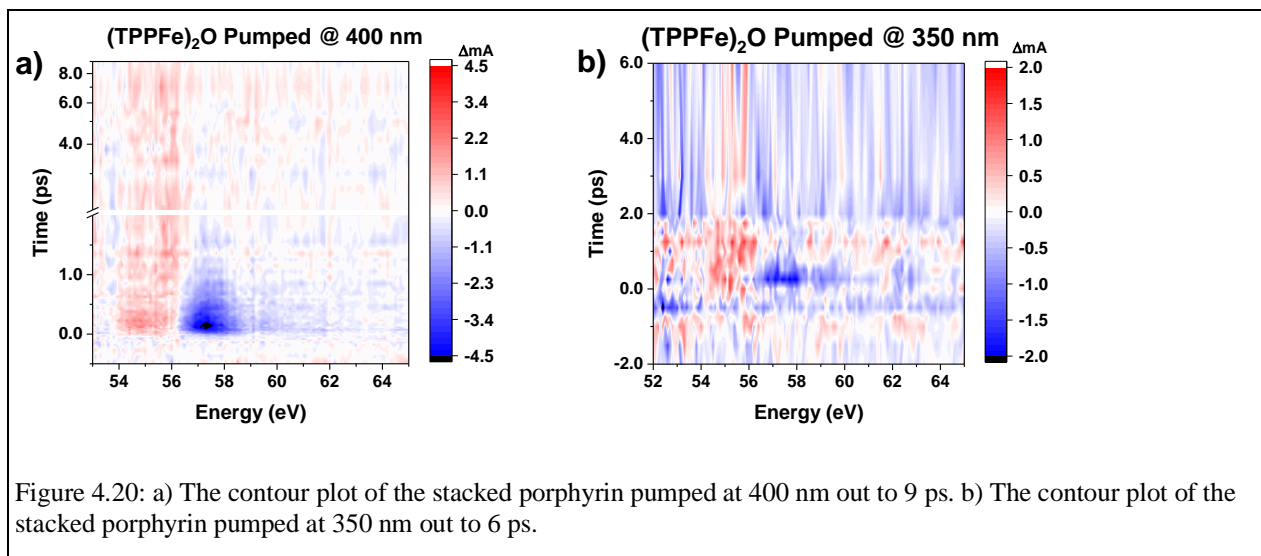 (TPPFe)₂O Pumped @ 400 nm
a)
ΔmA
8.0
6.0
4.0
1.0
0.0
Time (ps)
54 56 58 60 62 64
Energy (eV)
4.5
3.4
2.2
1.1
0.0
-1.1
-2.2
-3.4
-4.5
(TPPFe)₂O Pumped @ 350 nm
b)
ΔmA
6.0
4.0
2.0
0.0
-2.0
Time (ps)
52 54 56 58 60 62 64
Energy (eV)
2.0
1.5
1.0
0.5
0.0
-0.5
-1.0
-1.5
-2.0
Figure 4.20: a) The contour plot of the stacked porphyrin pumped at 400 nm out to 9 ps. b) The contour plot of the
stacked porphyrin pumped at 350 nm out to 6 ps.